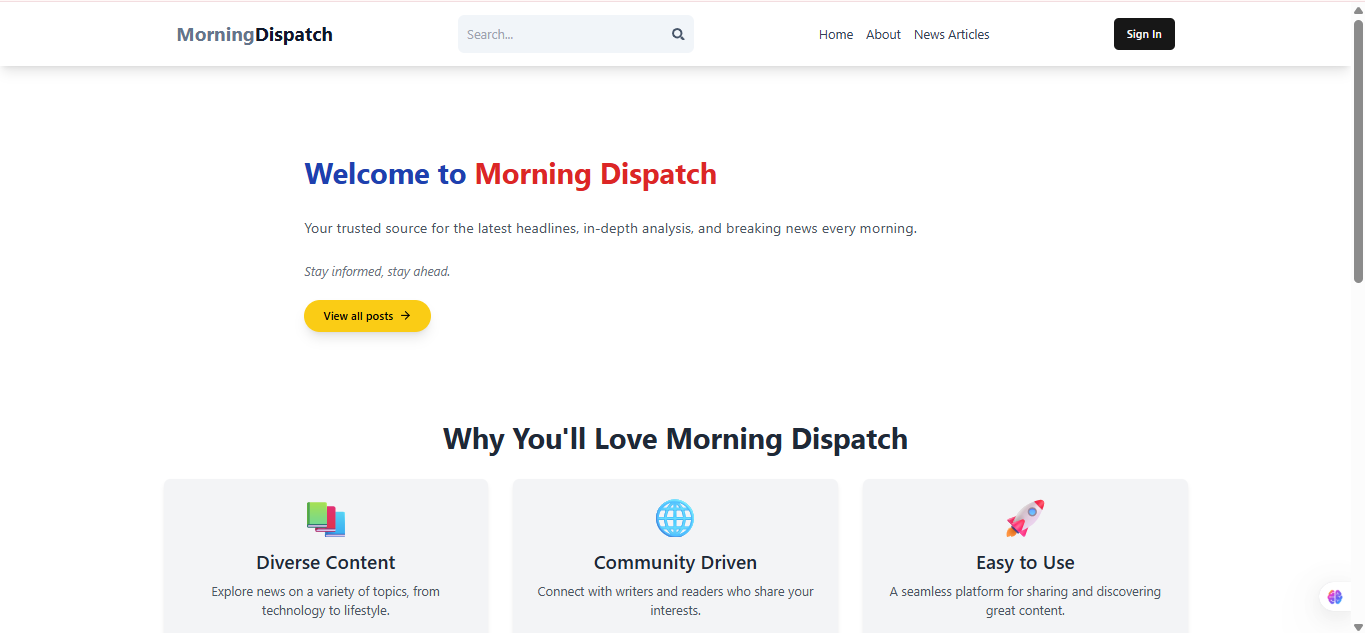 MorningDispatch
Search...
Home About News Articles
Sign In
Welcome to Morning Dispatch
Your trusted source for the latest headlines, in-depth analysis, and breaking news every morning.
Stay informed, stay ahead.
View all posts →
Why You'll Love Morning Dispatch
Diverse Content
Explore news on a variety of topics, from
technology to lifestyle.
Community Driven
Connect with writers and readers who share your
interests.
Easy to Use
A seamless platform for sharing and discovering
great content.